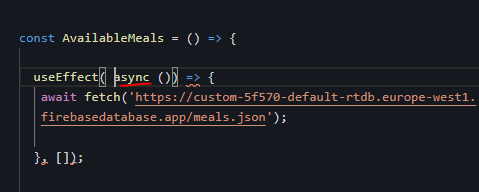 const AvailableMeals = () => {
useEffect( async ()) => {
await fetch('https://custom-5f570-default-rtdb.europe-west1.
firebasedatabase.app/meals.json');
}, []);